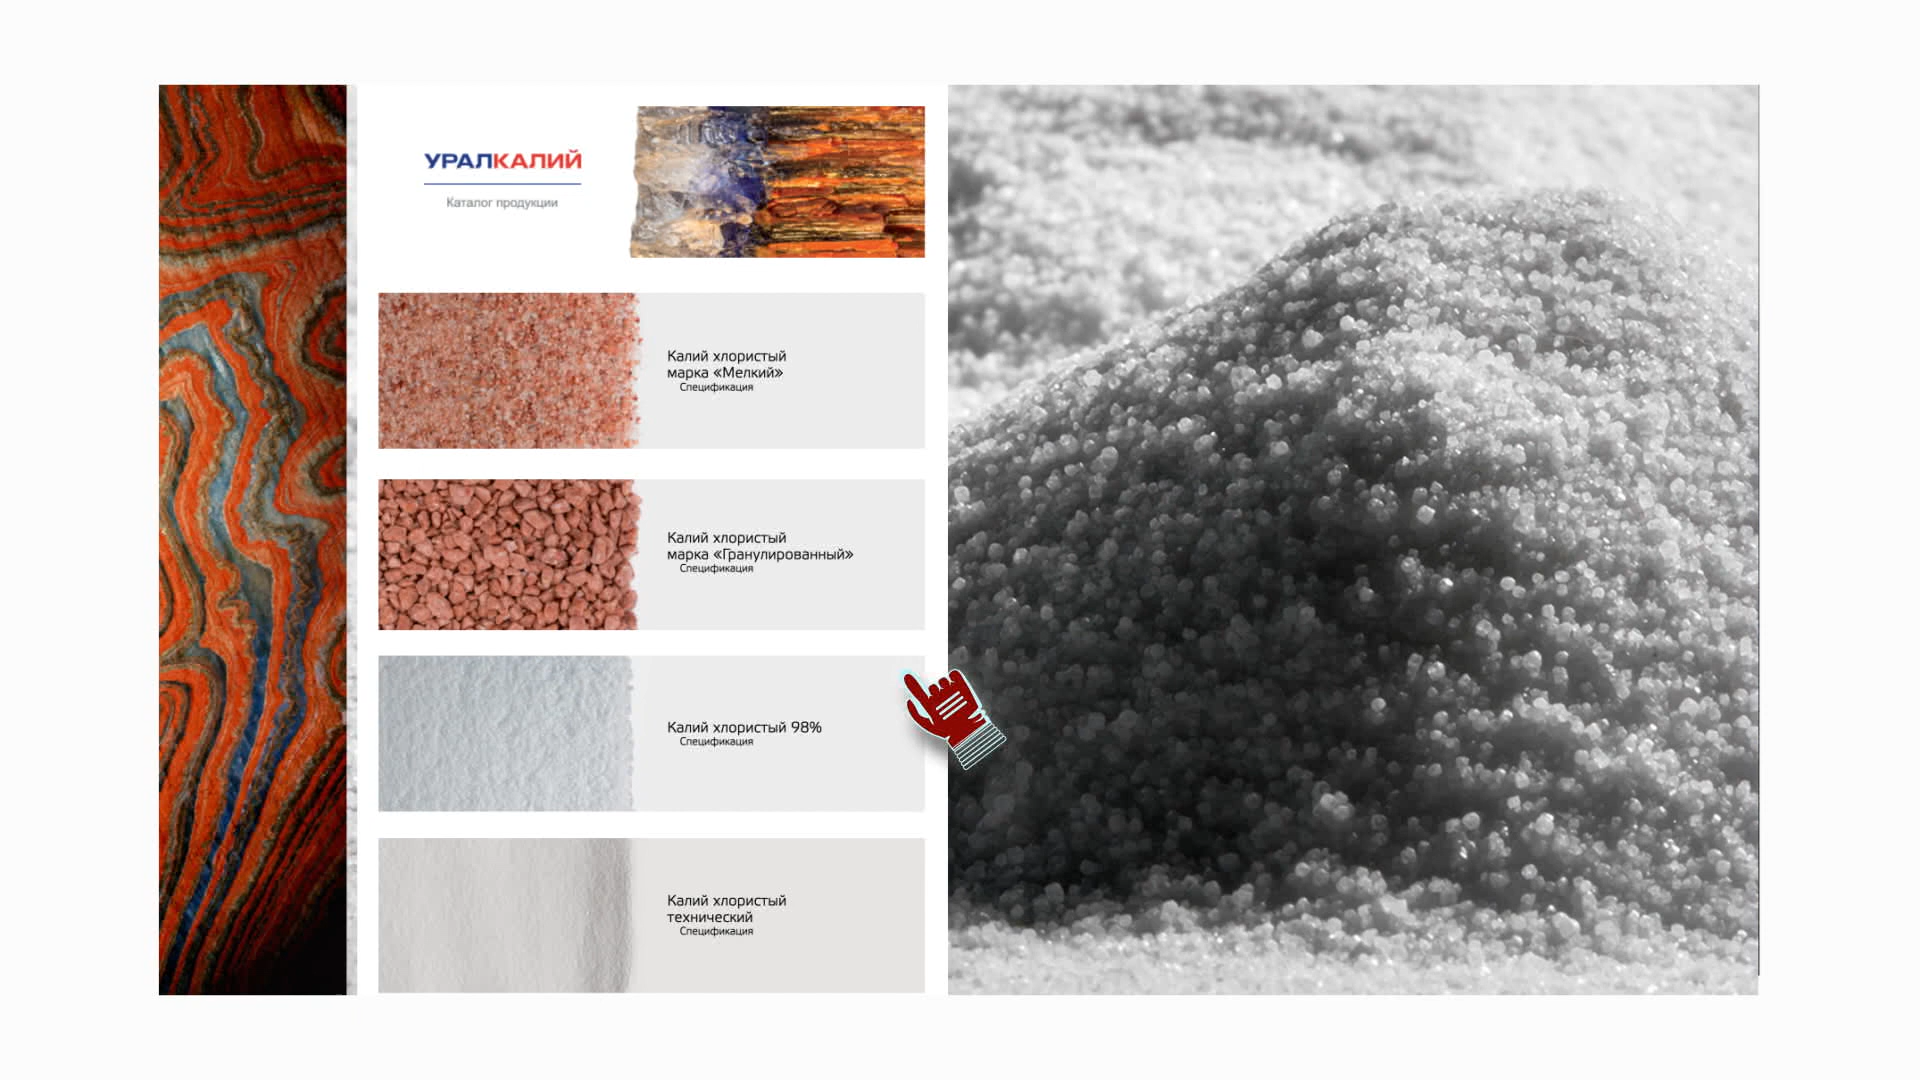 УРАЛКАЛИЙ
Каталог продукции
Калий хлористый
марка «Мелкий»
Спецификация
Калий хлористый
марка «Гранулированный»
Спецификация
Калий хлористый 98%
Спецификация
Калий хлористый
технический
Спецификация